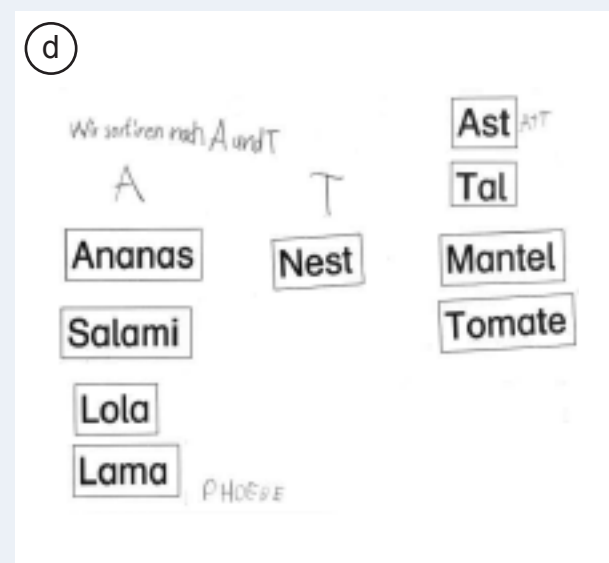 d
Wir sortiren nach A und T
A
Ananas
Salami
Lola
Lama
PHOEBE
T
Nest
Ast A+T
Tal
Mantel
Tomate